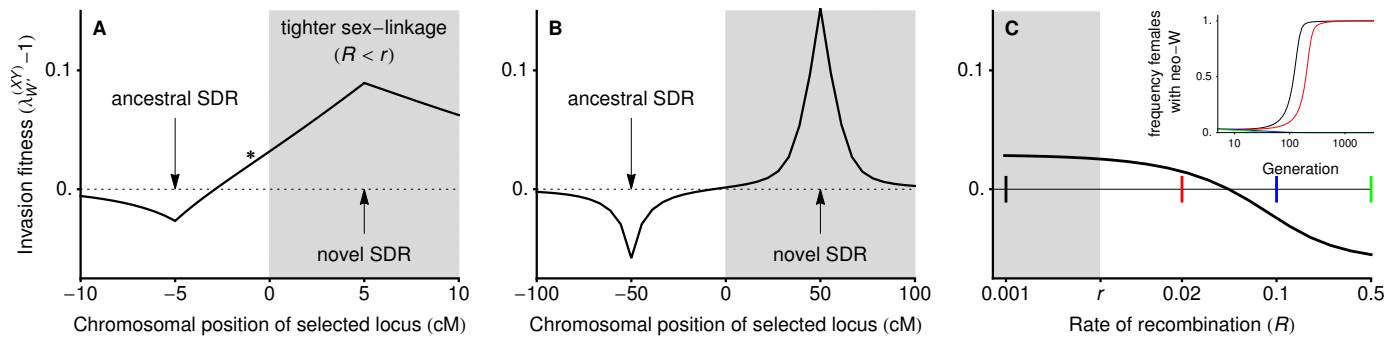 A
tighter sex−linkage
(R < r)
ancestral SDR
*
novel SDR
0.1
0.
Invasion fitness (λ_{W′}^{(XY)}−1)
−10 −5 0 5 10
Chromosomal position of selected locus (cM)
B
ancestral SDR
novel SDR
0.1
0.
−100 −50 0 50 100
Chromosomal position of selected locus (cM)
C
0.1
0.
frequency females
with neo−W
1.
0.5
0.
10 100 1000
Generation
0.001 r 0.02 0.1 0.5
Rate of recombination (R)